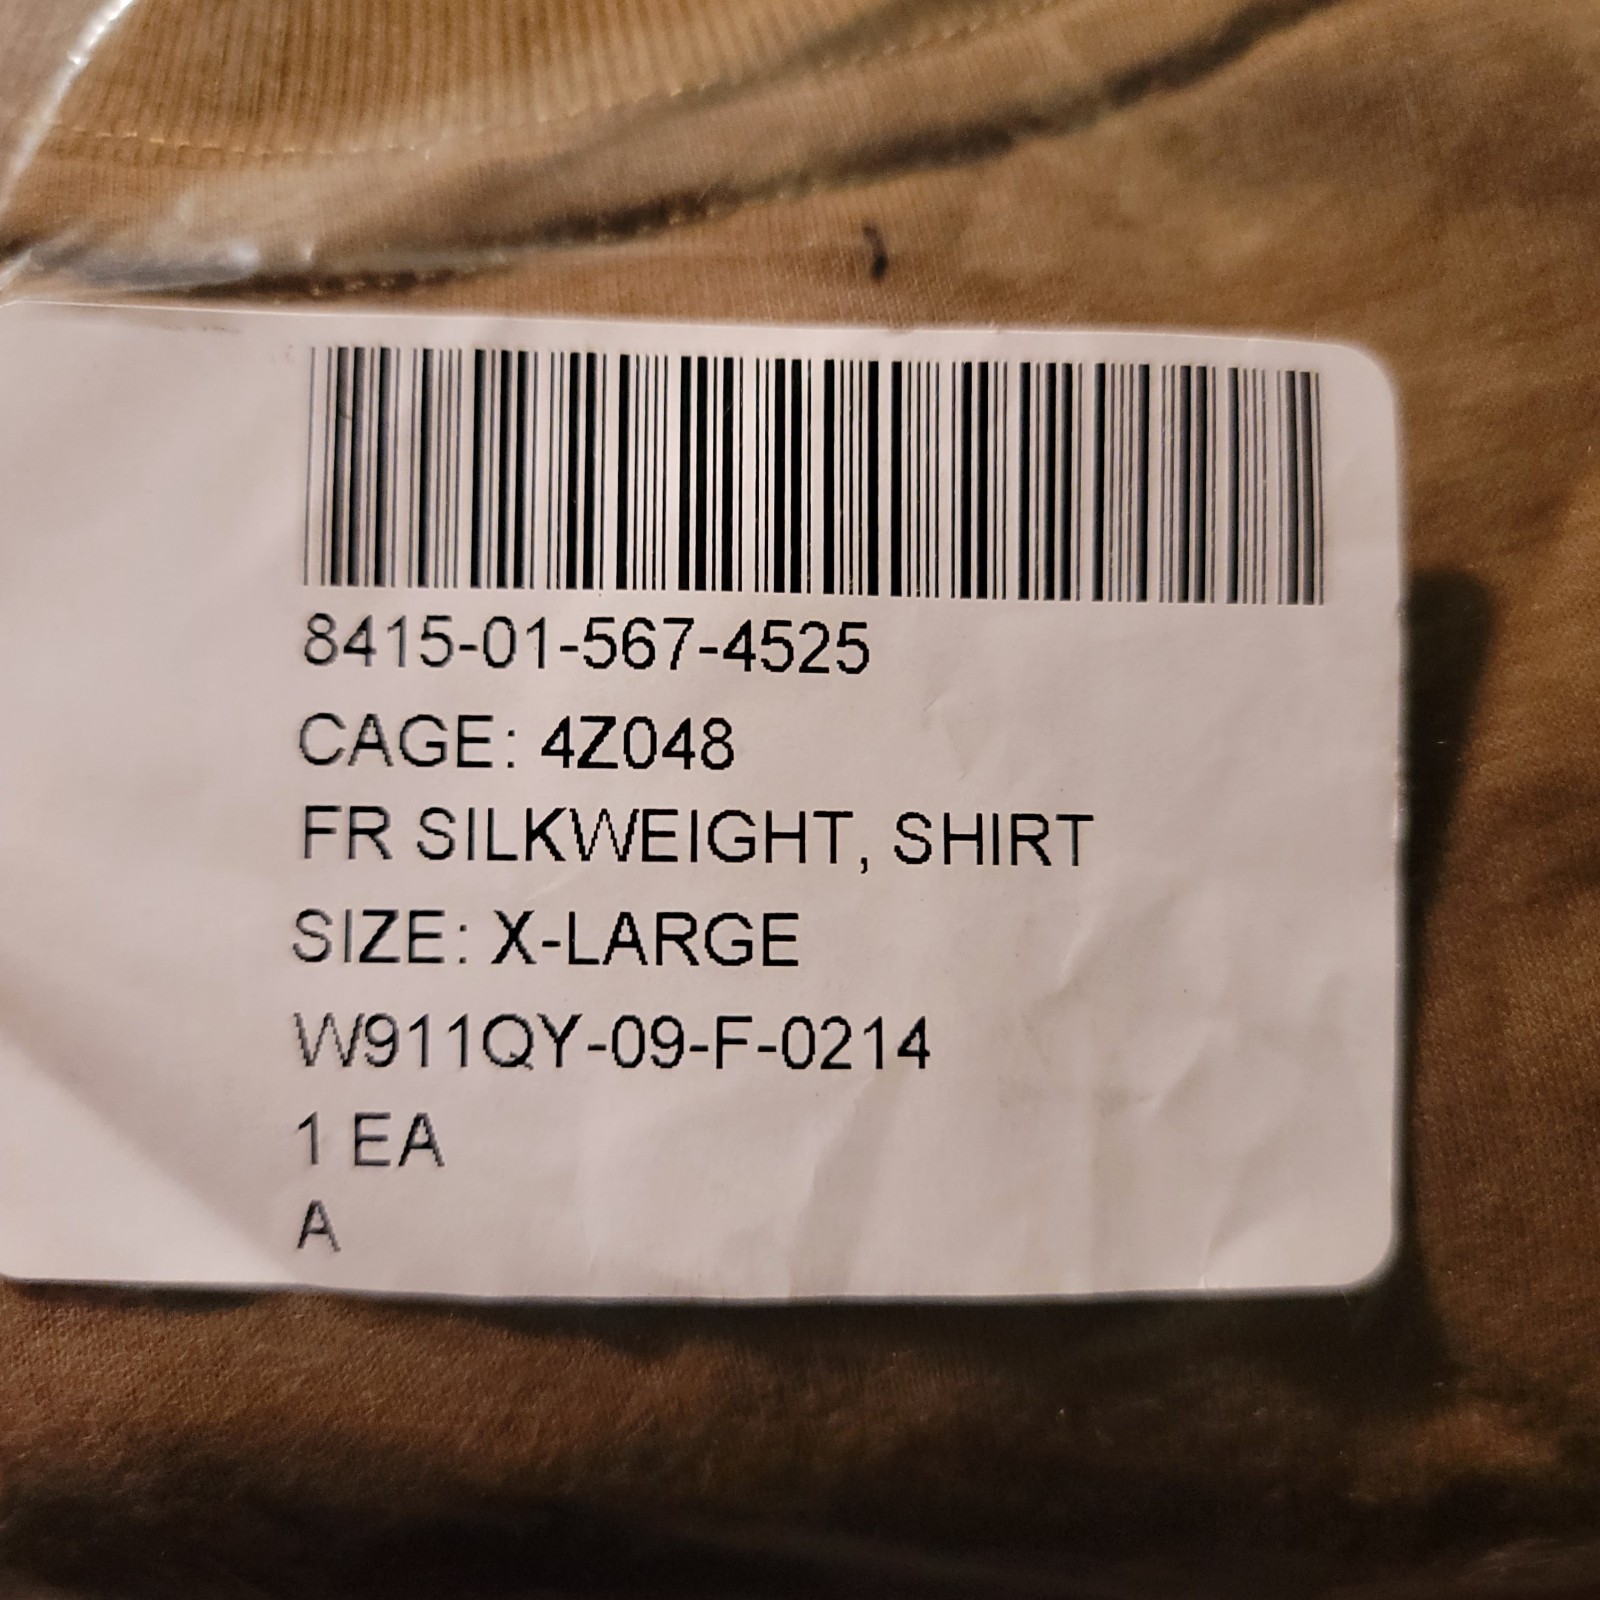 8415-01-567-4525
CAGE: 4Z048
FR SILKWEIGHT, SHIRT
SIZE: X-LARGE
W911QY-09-F-0214
1 EA
A